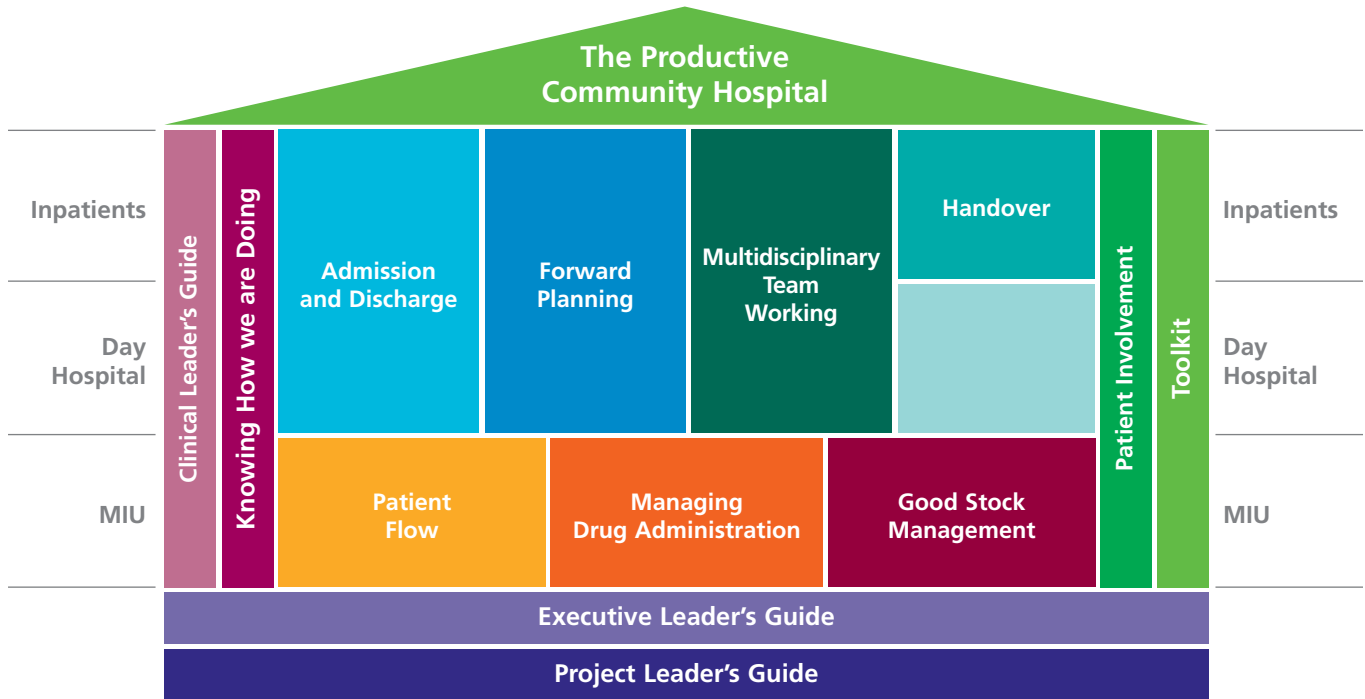 The Productive
Community Hospital
Inpatients
Day
Hospital
MIU
Clinical Leader's Guide
Knowing How we are Doing
Admission
and Discharge
Forward
Planning
Multidisciplinary
Team
Working
Handover
Patient
Flow
Managing
Drug Administration
Good Stock
Management
Patient Involvement
Toolkit
Inpatients
Day
Hospital
MIU
Executive Leader's Guide
Project Leader's Guide